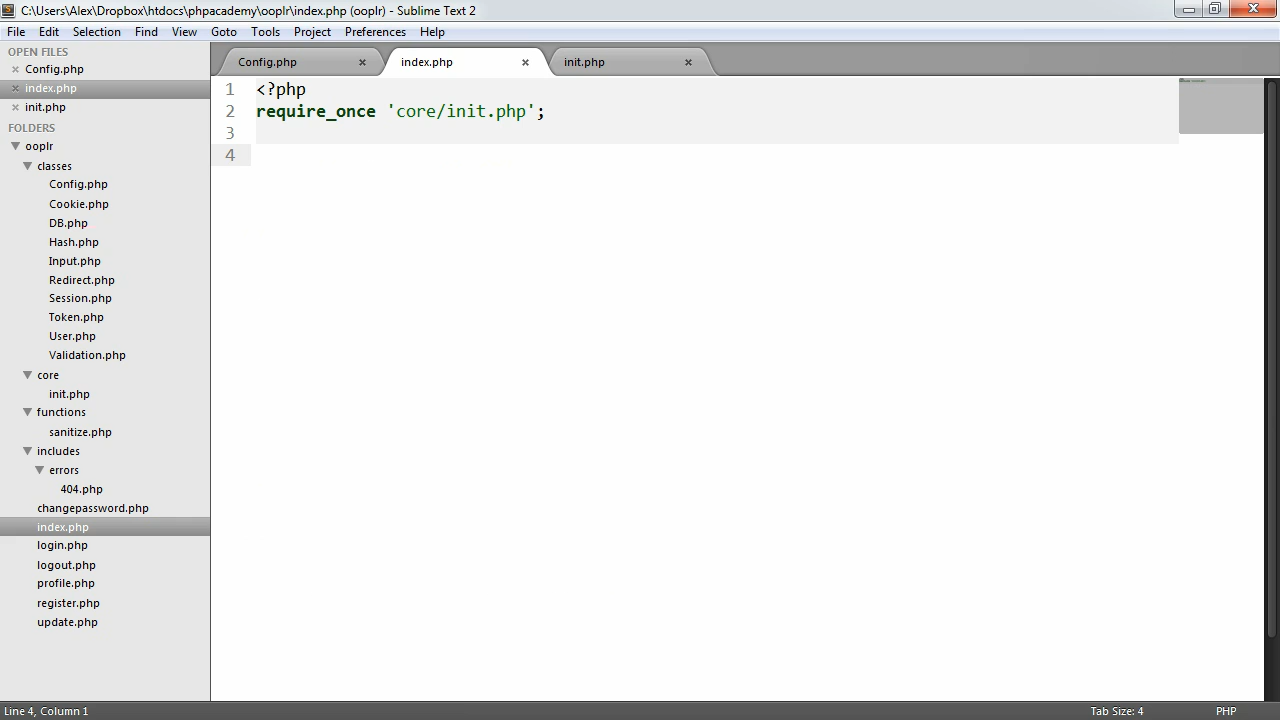 C:\Users\Alex\Dropbox\htdocs\phpacademy\ooplr\index.php (ooplr) - Sublime Text 2
File Edit Selection Find View Goto Tools Project Preferences Help
OPEN FILES
Config.php
index.php
init.php
FOLDERS
ooplr
classes
Config.php
Cookie.php
DB.php
Hash.php
Input.php
Redirect.php
Session.php
Token.php
User.php
Validation.php
core
init.php
functions
sanitize.php
includes
errors
404.php
changepassword.php
index.php
login.php
logout.php
profile.php
register.php
update.php
Config.php index.php init.php
1 <?php
2 require_once 'core/init.php';
3
4
Line 4, Column 1 Tab Size: 4 PHP